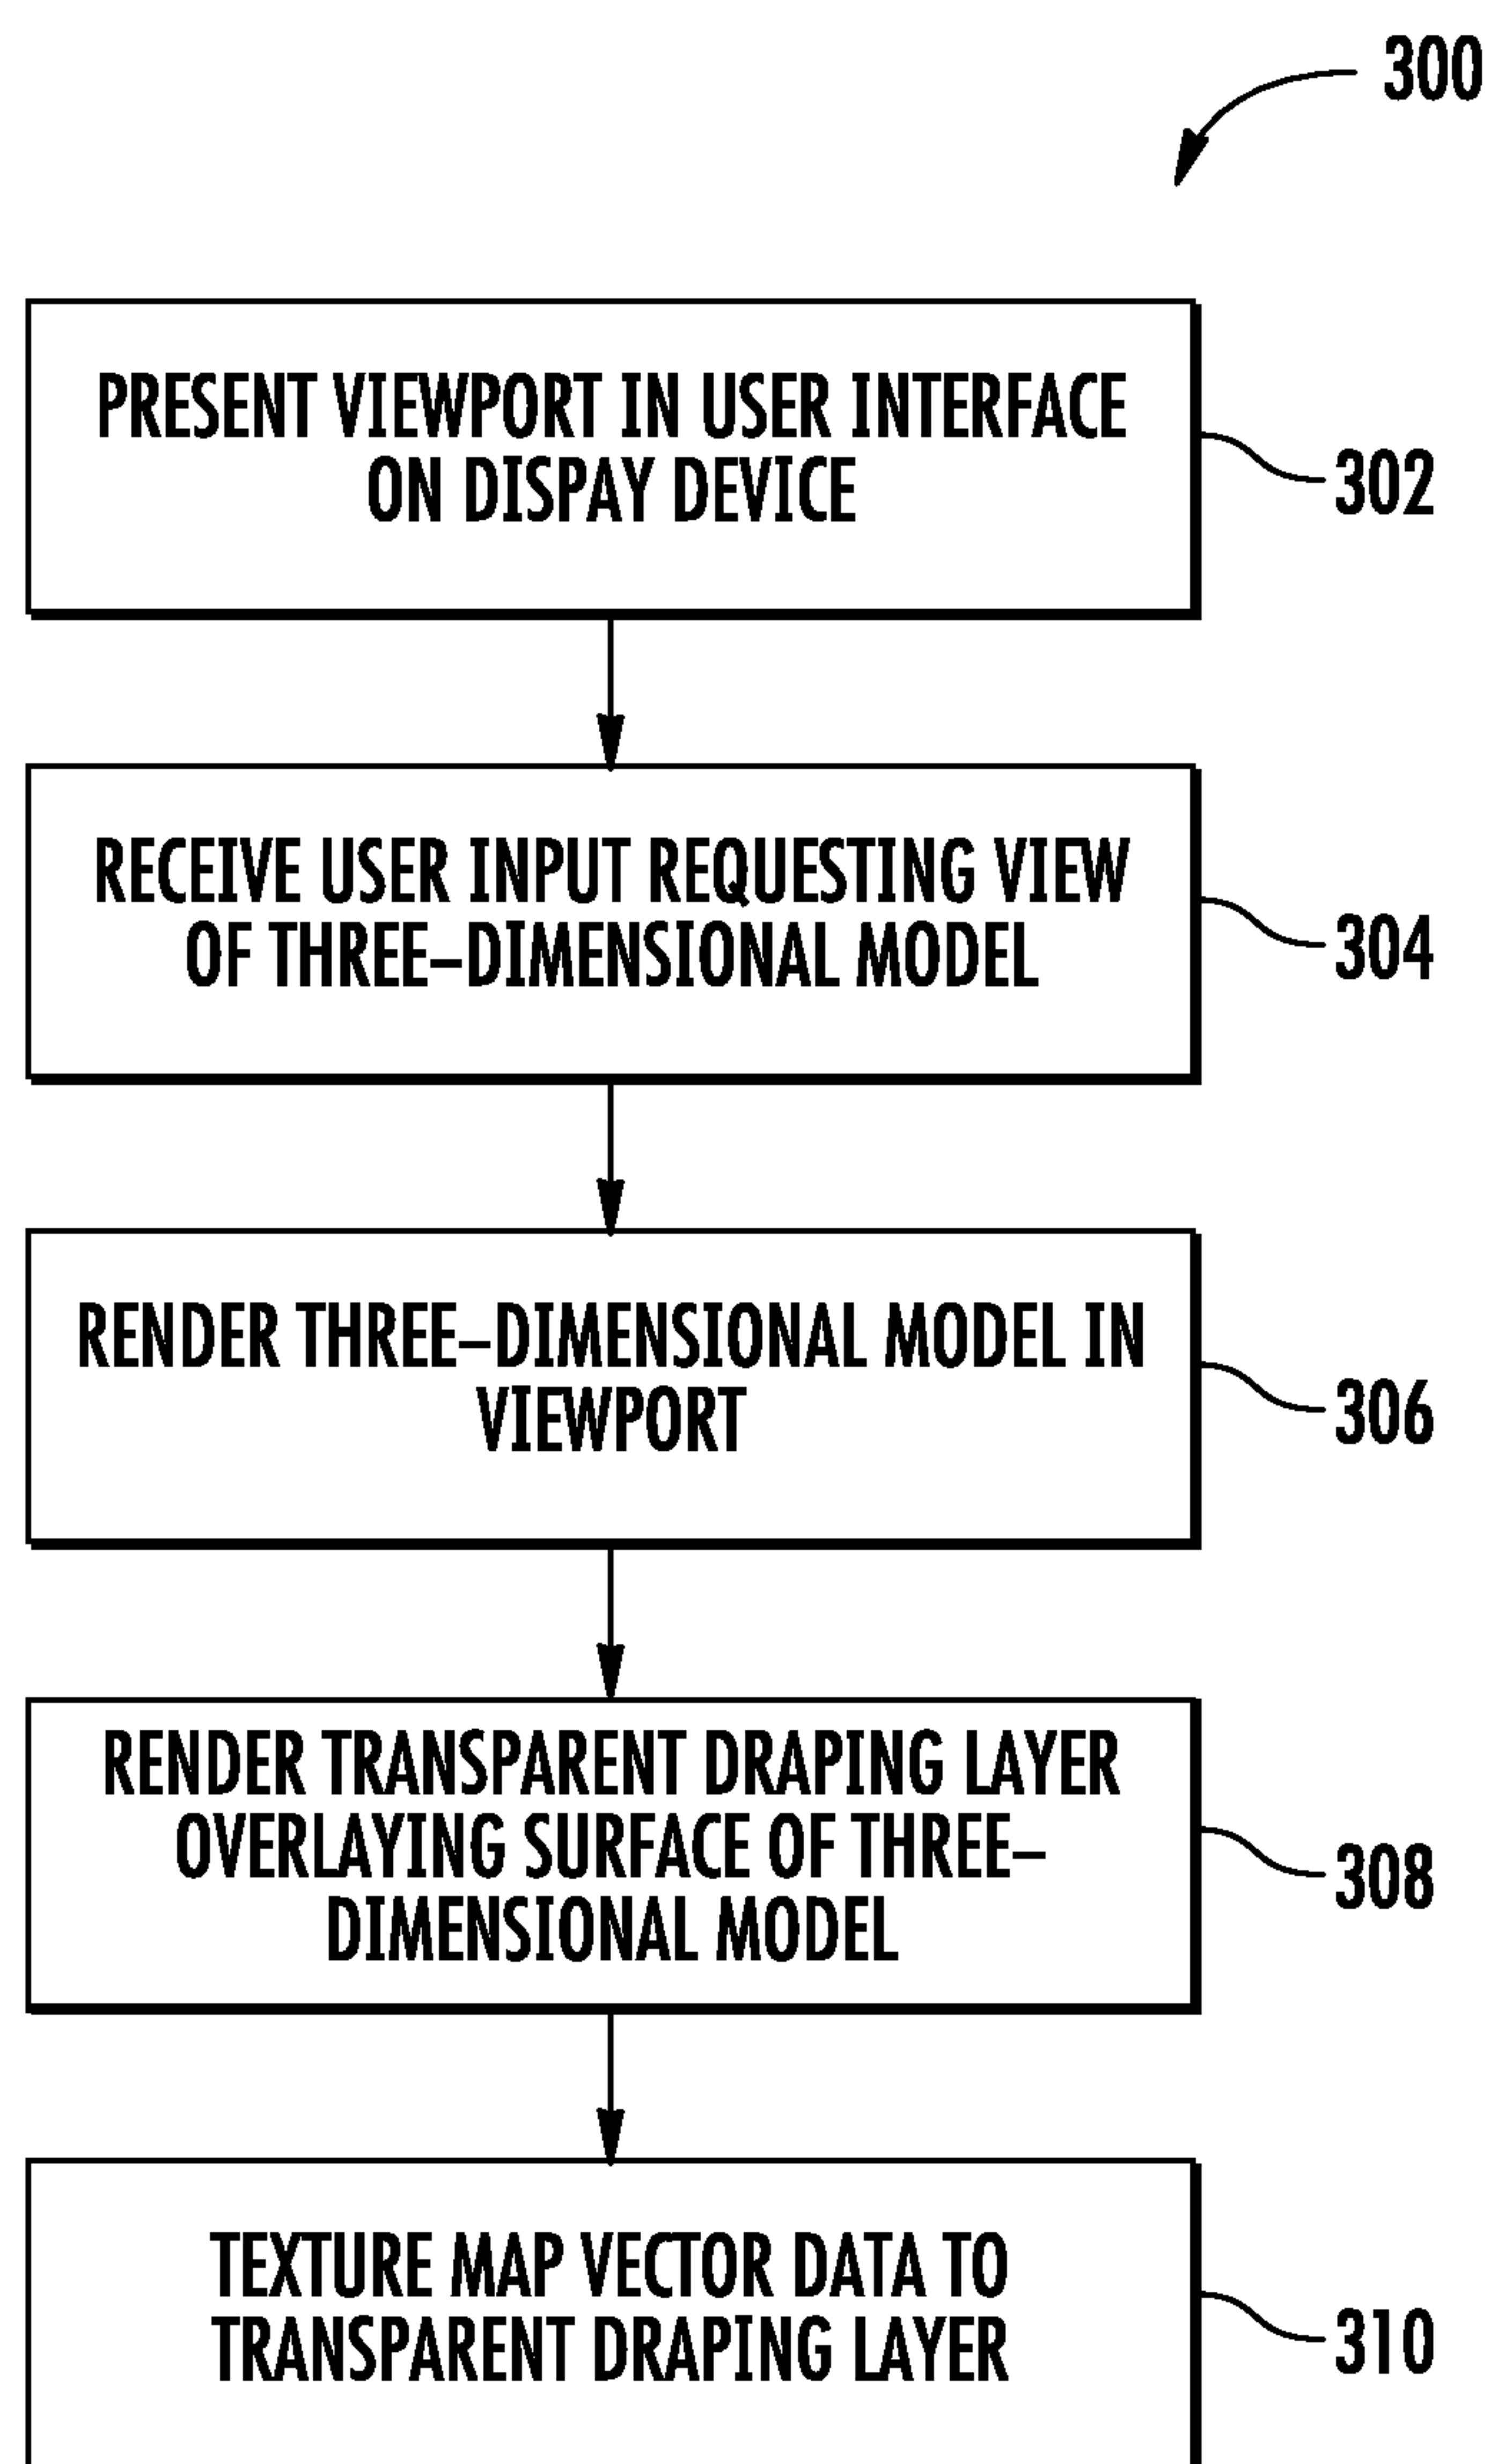 300
PRESENT VIEWPORT IN USER INTERFACE
ON DISPAY DEVICE
302
RECEIVE USER INPUT REQUESTING VIEW
OF THREE–DIMENSIONAL MODEL
304
RENDER THREE–DIMENSIONAL MODEL IN
VIEWPORT
306
RENDER TRANSPARENT DRAPING LAYER
OVERLAYING SURFACE OF THREE–
DIMENSIONAL MODEL
308
TEXTURE MAP VECTOR DATA TO
TRANSPARENT DRAPING LAYER
310